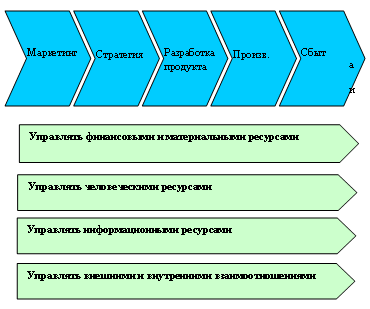 Маркетинг
Стратегия
Разработка
продукта
Произв.
Сбыт
а
и
Управлять финансовыми и материальными ресурсами
Управлять человеческими ресурсами
Управлять информационными ресурсами
Управлять внешними и внутренними взаимоотношениями